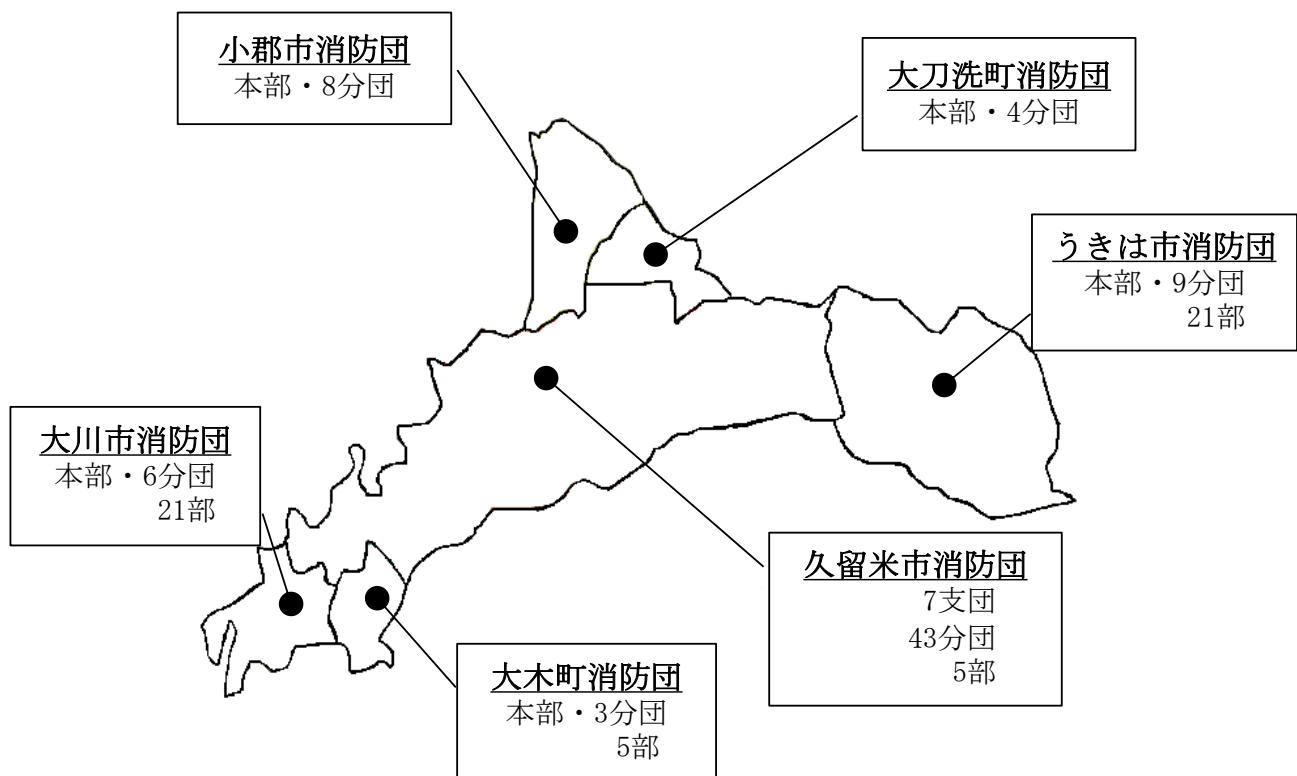 小郡市消防団
本部・8分団
大刀洗町消防団
本部・4分団
うきは市消防団
本部・9分団
21部
大川市消防団
本部・6分団
21部
久留米市消防団
7支団
43分団
5部
大木町消防団
本部・3分団
5部